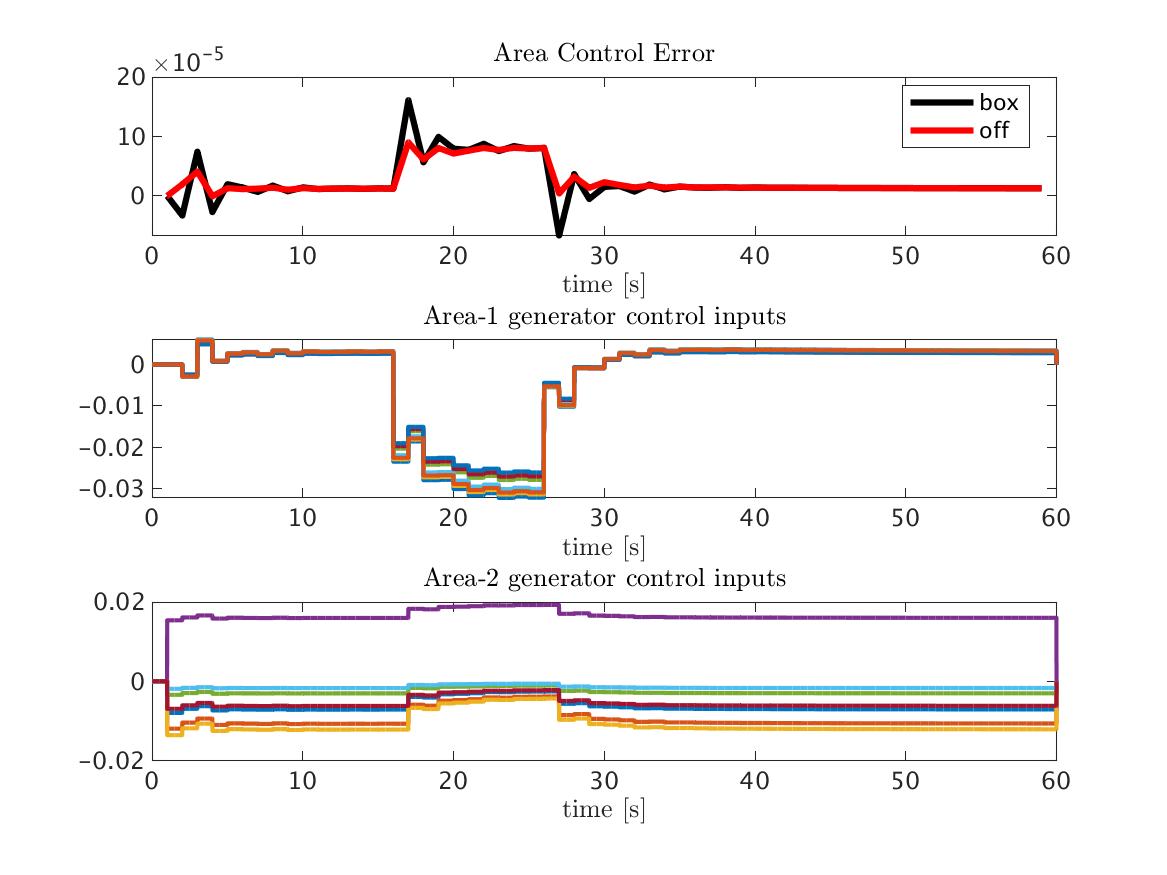 Area Control Error
×10⁻⁵
20
10
0
box
off
0 10 20 30 40 50 60
time [s]
Area-1 generator control inputs
0
-0.01
-0.02
-0.03
0 10 20 30 40 50 60
time [s]
Area-2 generator control inputs
0.02
0
-0.02
0 10 20 30 40 50 60
time [s]